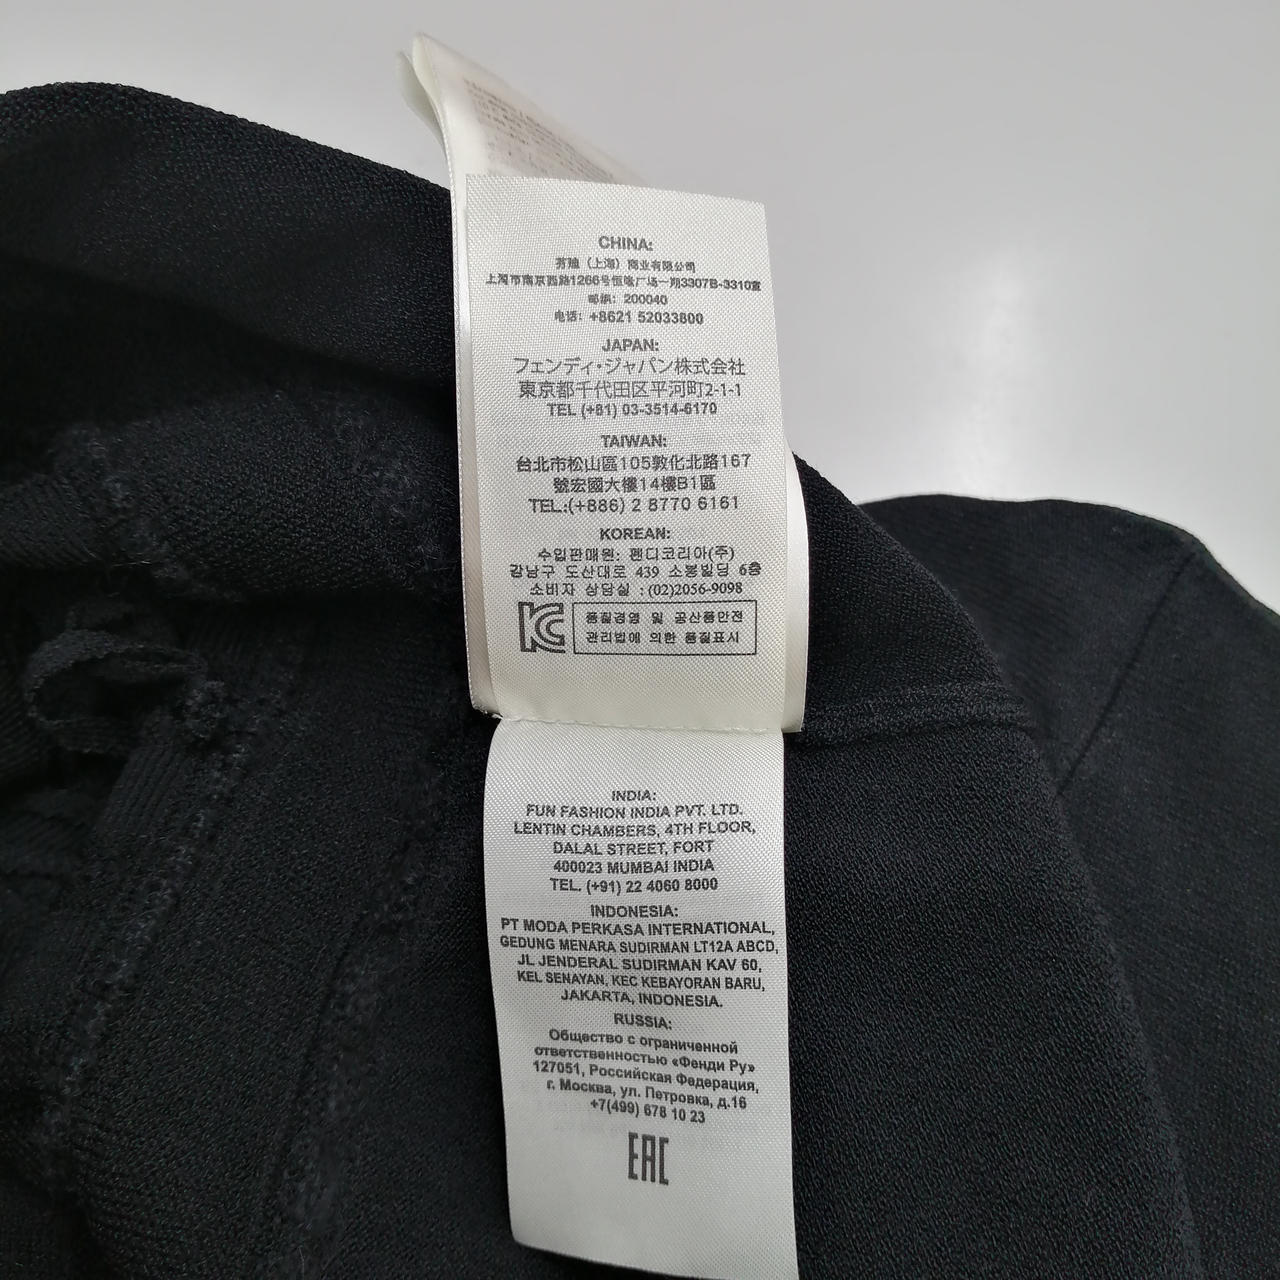 CHINA:
芬迪（上海）商业有限公司
上海市南京西路1266号恒隆广场一期3307B-3310室
邮编：200040
电话：+8621 52033800
JAPAN:
フェンディ・ジャパン株式会社
東京都千代田区平河町2-1-1
TEL (+81) 03-3514-6170
TAIWAN:
台北市松山區105敦化北路167
號宏國大樓14樓B1區
TEL.:(+886) 2 8770 6161
KOREAN:
수입판매원: 펜디코리아(주)
강남구 도산대로 439 소봉빌딩 6층
소비자 상담실 :(02)2056-9098
품질경영 및 공산품안전
관리법에 의한 품질표시
INDIA:
FUN FASHION INDIA PVT. LTD.
LENTIN CHAMBERS, 4TH FLOOR,
DALAL STREET, FORT
400023 MUMBAI INDIA
TEL. (+91) 22 4060 8000
INDONESIA:
PT MODA PERKASA INTERNATIONAL,
GEDUNG MENARA SUDIRMAN LT12A ABCD,
JL JENDERAL SUDIRMAN KAV 60,
KEL SENAYAN, KEC KEBAYORAN BARU,
JAKARTA, INDONESIA.
RUSSIA:
Общество с ограниченной
ответственностью «Фенди Ру»
127051, Российская Федерация,
г. Москва, ул. Петровка, д.16
+7(499) 678 10 23
EAC